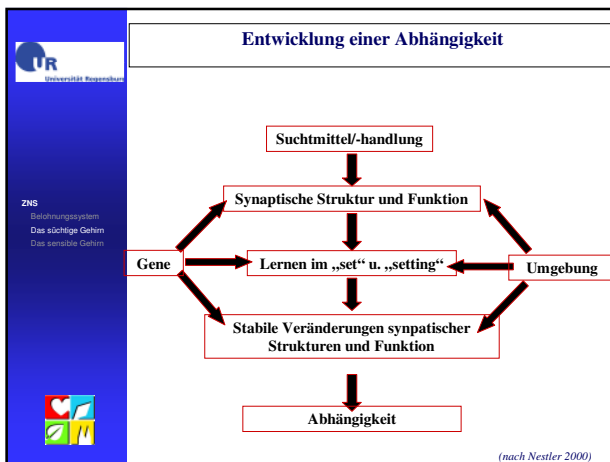 Entwicklung einer Abhängigkeit
UR
Universität Regensburg
ZNS
Belohnungssystem
Das süchtige Gehirn
Das sensible Gehirn
Suchtmittel/-handlung
Synaptische Struktur und Funktion
Gene
Lernen im „set“ u. „setting“
Umgebung
Stabile Veränderungen synpatischer
Strukturen und Funktion
Abhängigkeit
(nach Nestler 2000)